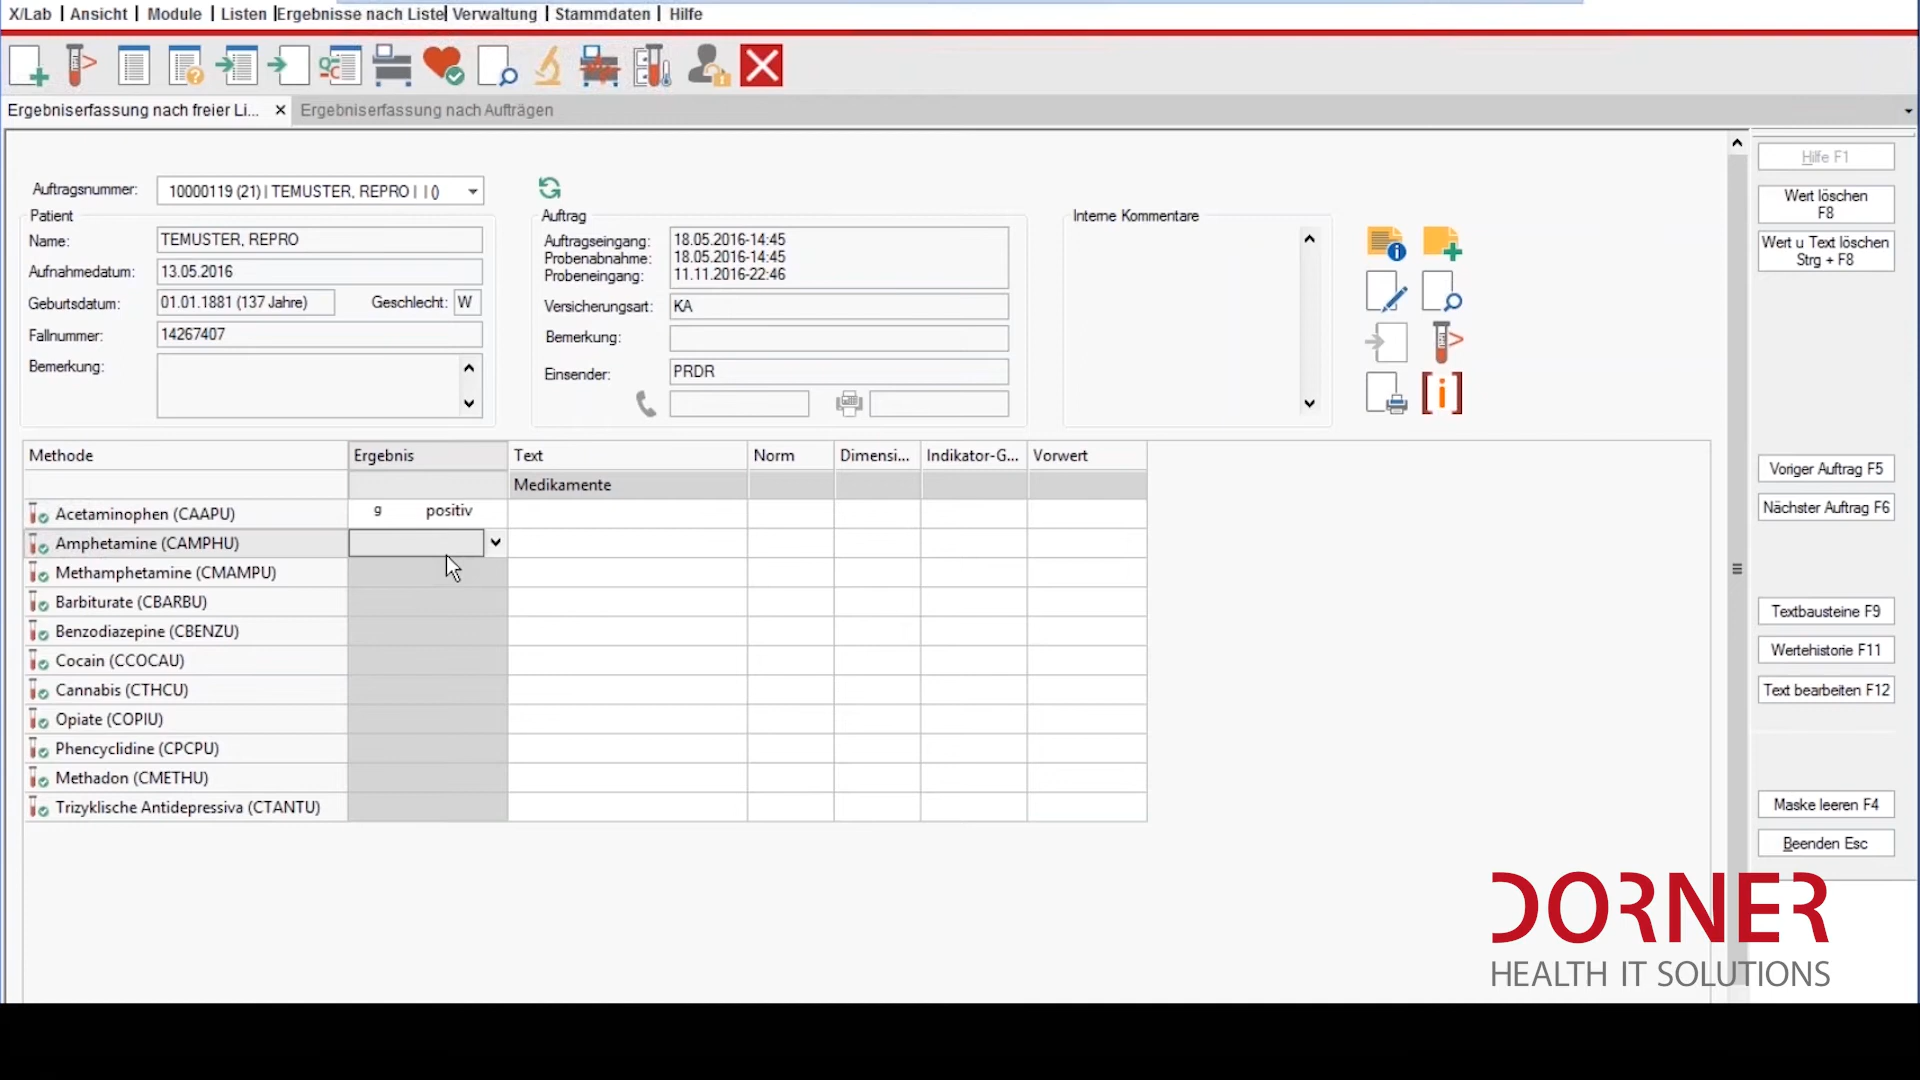 X/Lab | Ansicht | Module | Listen |Ergebnisse nach Liste| Verwaltung | Stammdaten | Hilfe
Ergebniserfassung nach freier Li... × Ergebniserfassung nach Aufträgen
Auftragsnummer: 10000119 (21) | TEMUSTER, REPRO | | ()
Patient
Name: TEMUSTER, REPRO
Aufnahmedatum: 13.05.2016
Geburtsdatum: 01.01.1881 (137 Jahre) Geschlecht: W
Fallnummer: 14267407
Bemerkung:
Auftrag
Auftragseingang: 18.05.2016-14:45
Probenabnahme: 18.05.2016-14:45
Probeneingang: 11.11.2016-22:46
Versicherungsart: KA
Bemerkung:
Einsender: PRDR
Interne Kommentare
Methode Ergebnis Text Norm Dimensi... Indikator-G... Vorwert
Medikamente
Acetaminophen (CAAPU) g positiv
Amphetamine (CAMPHU)
Methamphetamine (CMAMPU)
Barbiturate (CBARBU)
Benzodiazepine (CBENZU)
Cocain (CCOCAU)
Cannabis (CTHCU)
Opiate (COPIU)
Phencyclidine (CPCPU)
Methadon (CMETHU)
Trizyklische Antidepressiva (CTANTU)
Hilfe F1
Wert löschen
F8
Wert u Text löschen
Strg + F8
Voriger Auftrag F5
Nächster Auftrag F6
Textbausteine F9
Wertehistorie F11
Text bearbeiten F12
Maske leeren F4
Beenden Esc
DORNER
HEALTH IT SOLUTIONS